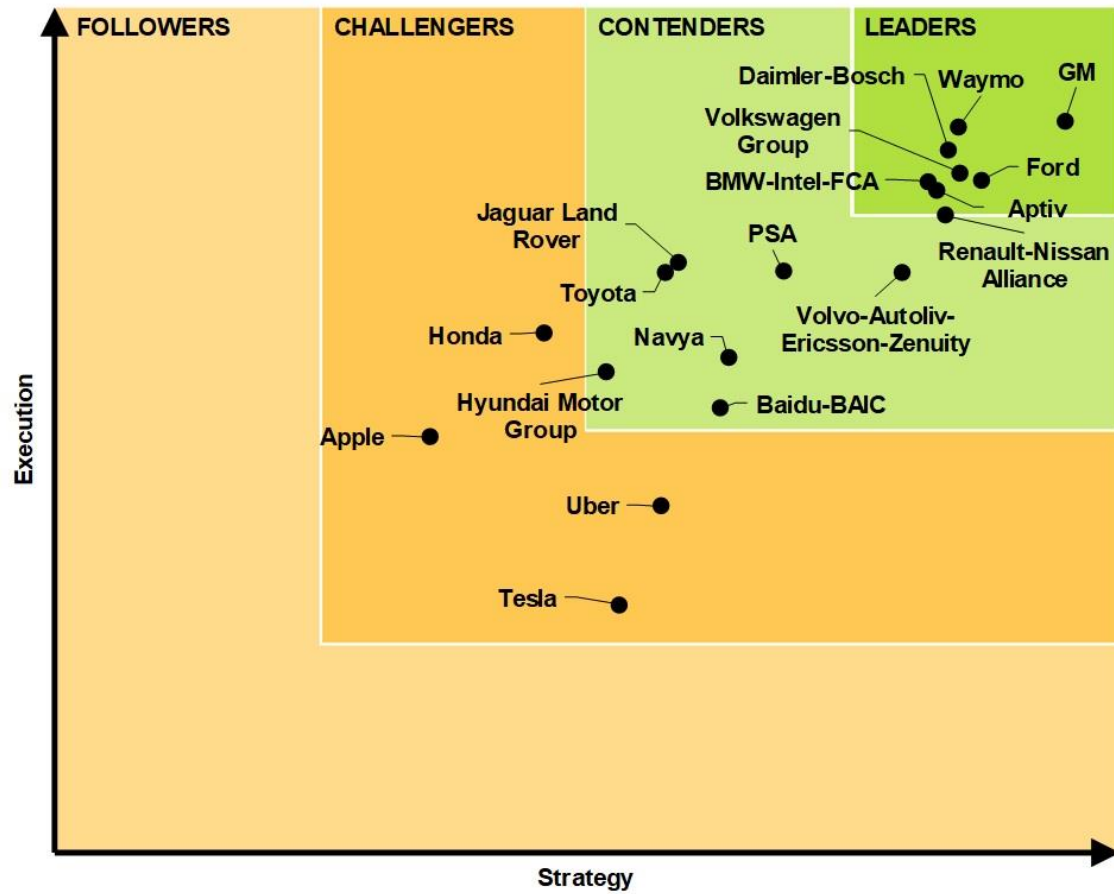 FOLLOWERS
CHALLENGERS
CONTENDERS
LEADERS
Daimler-Bosch
Waymo
GM
Volkswagen
Group
BMW-Intel-FCA
Ford
Aptiv
Jaguar Land
Rover
PSA
Renault-Nissan
Alliance
Toyota
Volvo-Autoliv-
Ericsson-Zenuity
Honda
Navya
Hyundai Motor
Group
Baidu-BAIC
Apple
Uber
Tesla
Execution
Strategy